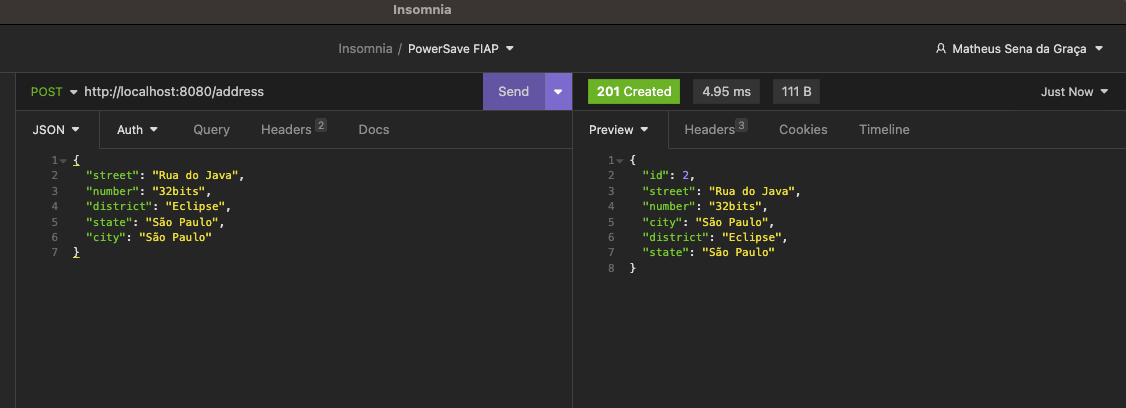 Insomnia
Insomnia / PowerSave FIAP
Matheus Sena da Graça
POST http://localhost:8080/address Send
201 Created 4.95 ms 111 B Just Now
JSON Auth Query Headers 2 Docs
Preview Headers 3 Cookies Timeline
1 {
2 "street": "Rua do Java",
3 "number": "32bits",
4 "district": "Eclipse",
5 "state": "São Paulo",
6 "city": "São Paulo"
7 }
1 {
2 "id": 2,
3 "street": "Rua do Java",
4 "number": "32bits",
5 "city": "São Paulo",
6 "district": "Eclipse",
7 "state": "São Paulo"
8 }